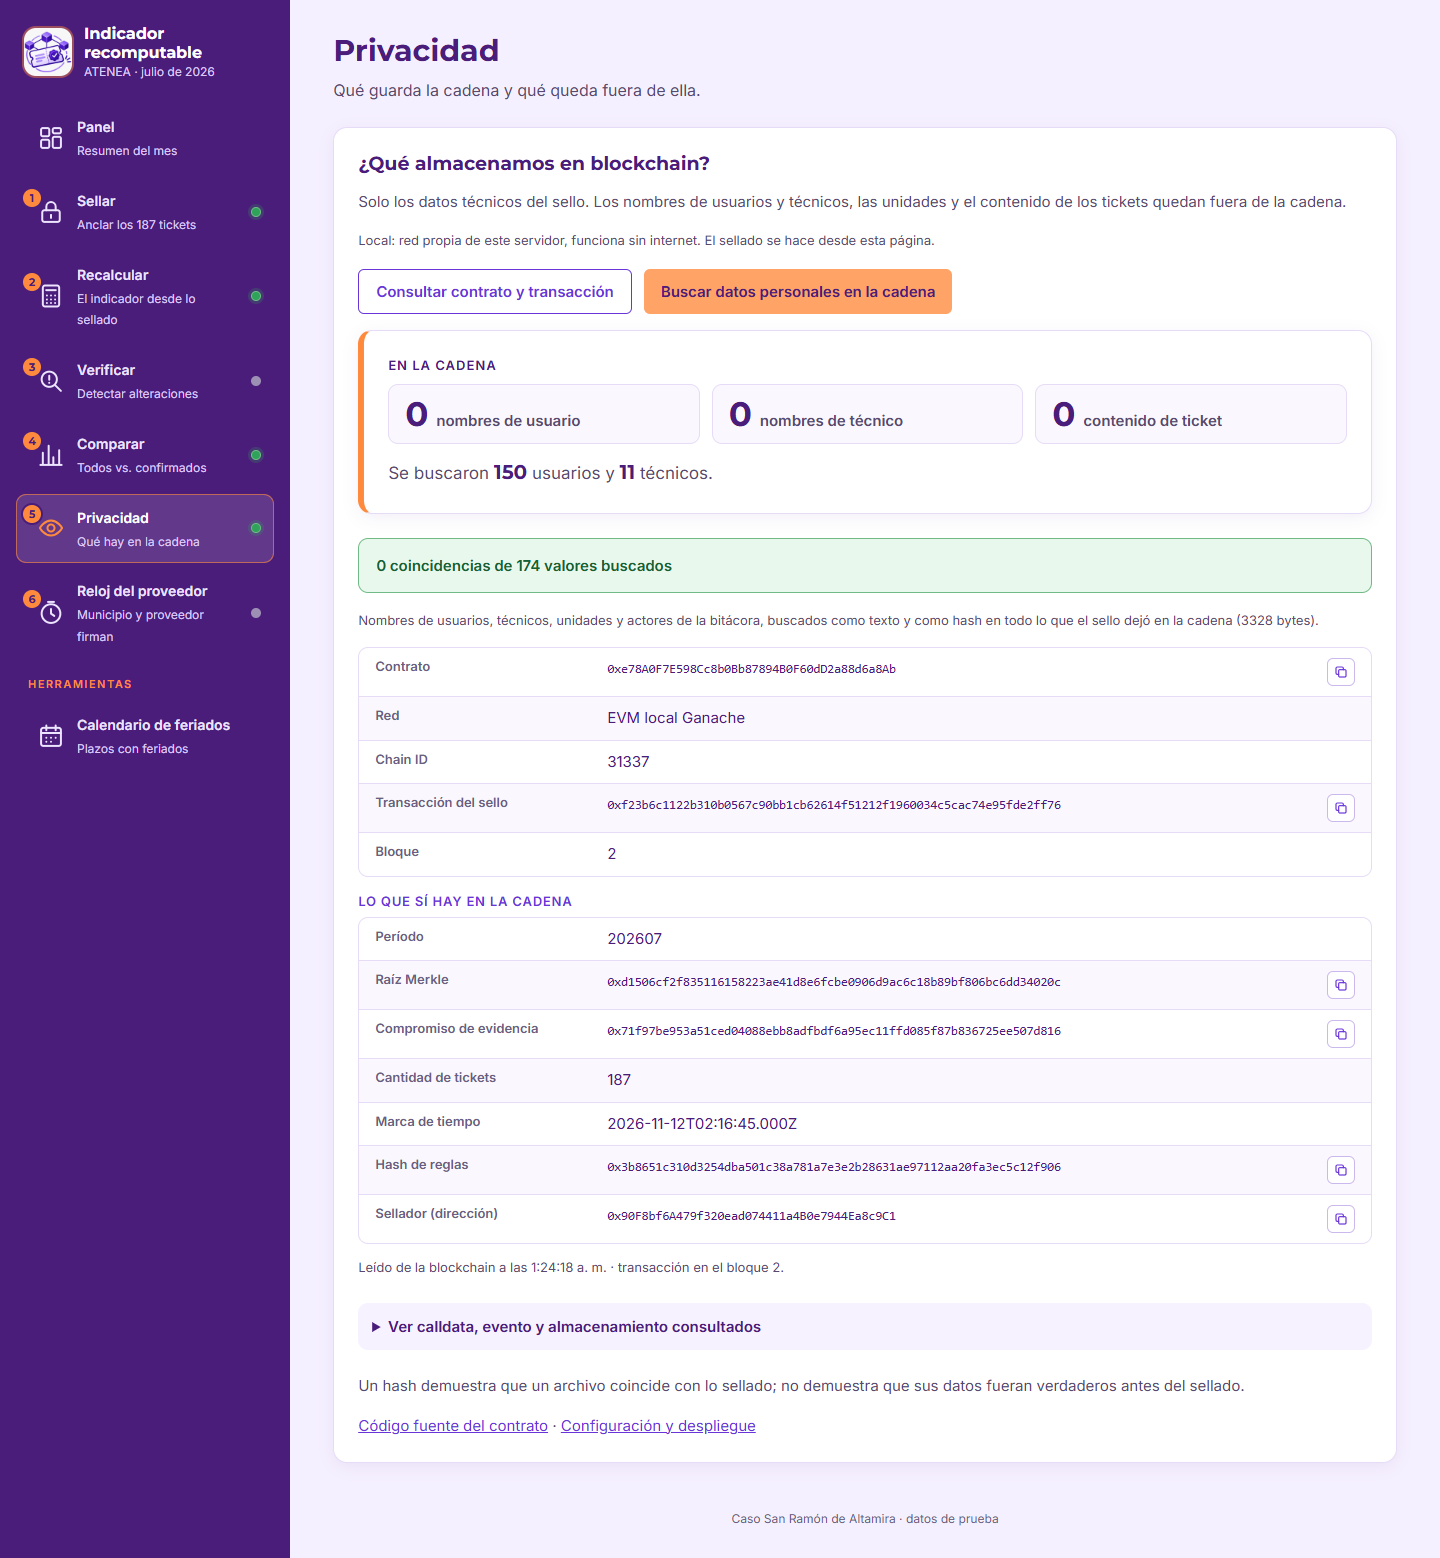 Indicador
recomputable
ATENEA · julio de 2026
Panel
Resumen del mes
1
Sellar
Anclar los 187 tickets
2
Recalcular
El indicador desde lo
sellado
3
Verificar
Detectar alteraciones
4
Comparar
Todos vs. confirmados
5
Privacidad
Qué hay en la cadena
6
Reloj del proveedor
Municipio y proveedor
firman
HERRAMIENTAS
Calendario de feriados
Plazos con feriados
Privacidad
Qué guarda la cadena y qué queda fuera de ella.
¿Qué almacenamos en blockchain?
Solo los datos técnicos del sello. Los nombres de usuarios y técnicos, las unidades y el contenido de los tickets quedan fuera de la cadena.
Local: red propia de este servidor, funciona sin internet. El sellado se hace desde esta página.
Consultar contrato y transacción
Buscar datos personales en la cadena
EN LA CADENA
0 nombres de usuario
0 nombres de técnico
0 contenido de ticket
Se buscaron 150 usuarios y 11 técnicos.
0 coincidencias de 174 valores buscados
Nombres de usuarios, técnicos, unidades y actores de la bitácora, buscados como texto y como hash en todo lo que el sello dejó en la cadena (3328 bytes).
Contrato 0xe78A0F7E598Cc8b0Bb87894B0F60dD2a88d6a8Ab
Red EVM local Ganache
Chain ID 31337
Transacción del sello 0xf23b6c1122b310b0567c90bb1cb62614f51212f1960034c5cac74e95fde2ff76
Bloque 2
LO QUE SÍ HAY EN LA CADENA
Período 202607
Raíz Merkle 0xd1506cf2f835116158223ae41d8e6fcbe0906d9ac6c18b89bf806bc6dd34020c
Compromiso de evidencia 0x71f97be953a51ced04088ebb8adfbdf6a95ec11ffd085f87b836725ee507d816
Cantidad de tickets 187
Marca de tiempo 2026-11-12T02:16:45.000Z
Hash de reglas 0x3b8651c310d3254dba501c38a781a7e3e2b28631ae97112aa20fa3ec5c12f906
Sellador (dirección) 0x90F8bf6A479f320ead074411a4B0e7944Ea8c9C1
Leído de la blockchain a las 1:24:18 a. m. · transacción en el bloque 2.
Ver calldata, evento y almacenamiento consultados
Un hash demuestra que un archivo coincide con lo sellado; no demuestra que sus datos fueran verdaderos antes del sellado.
Código fuente del contrato · Configuración y despliegue
Caso San Ramón de Altamira · datos de prueba